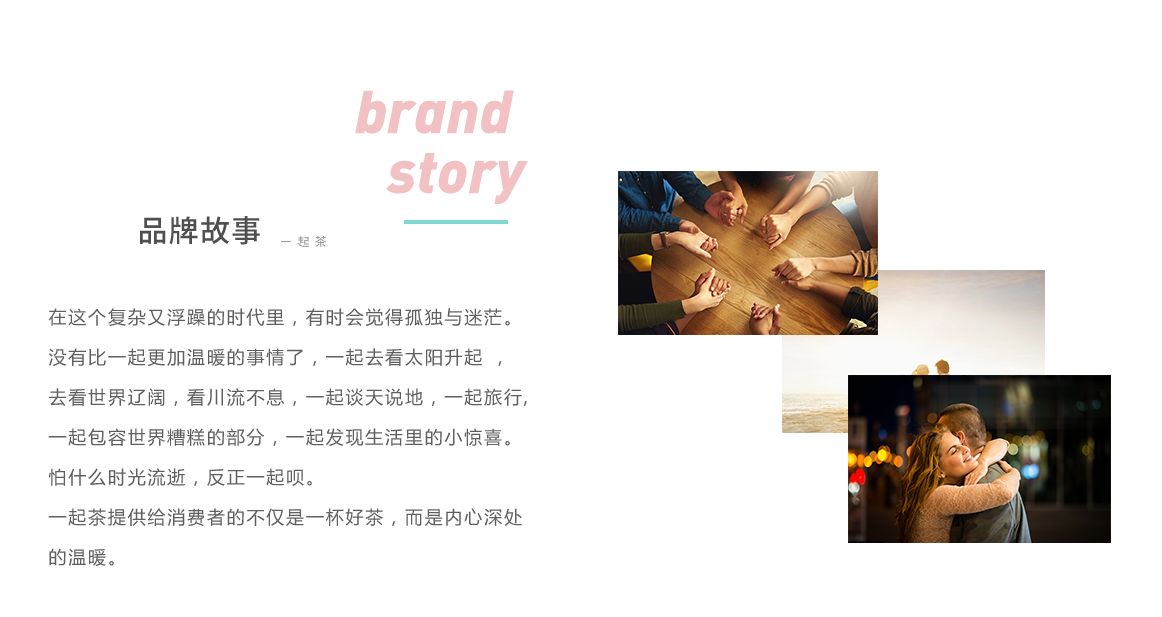 brand
story
品牌故事
一起茶
在这个复杂又浮躁的时代里，有时会觉得孤独与迷茫。
没有比一起更加温暖的事情了，一起去看太阳升起 ，
去看世界辽阔，看川流不息，一起谈天说地，一起旅行,
一起包容世界糟糕的部分，一起发现生活里的小惊喜。
怕什么时光流逝，反正一起呗。
一起茶提供给消费者的不仅是一杯好茶，而是内心深处
的温暖。